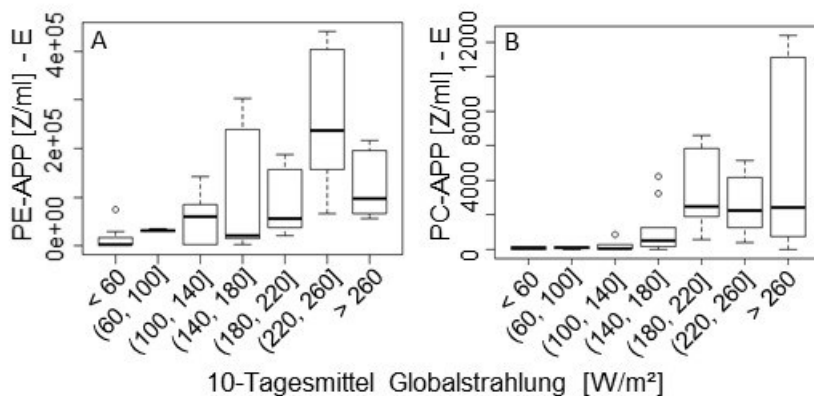 A
B
PE-APP [Z/ml] - E
0e+00
2e+05
4e+05
PC-APP [Z/ml] - E
0
4000
8000
12000
< 60
(60, 100]
(100, 140]
(140, 180]
(180, 220]
(220, 260]
> 260
< 60
(60, 100]
(100, 140]
(140, 180]
(180, 220]
(220, 260]
> 260
10-Tagesmittel Globalstrahlung [W/m²]